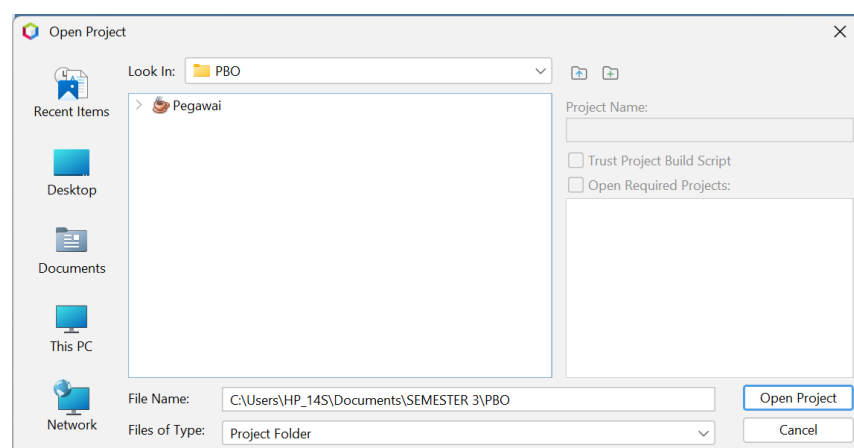 Open Project
Look In: PBO
Recent Items
Pegawai
Project Name:
Trust Project Build Script
Open Required Projects:
Desktop
Documents
This PC
Network
File Name: C:\Users\HP_14S\Documents\SEMESTER 3\PBO
Open Project
Files of Type: Project Folder
Cancel